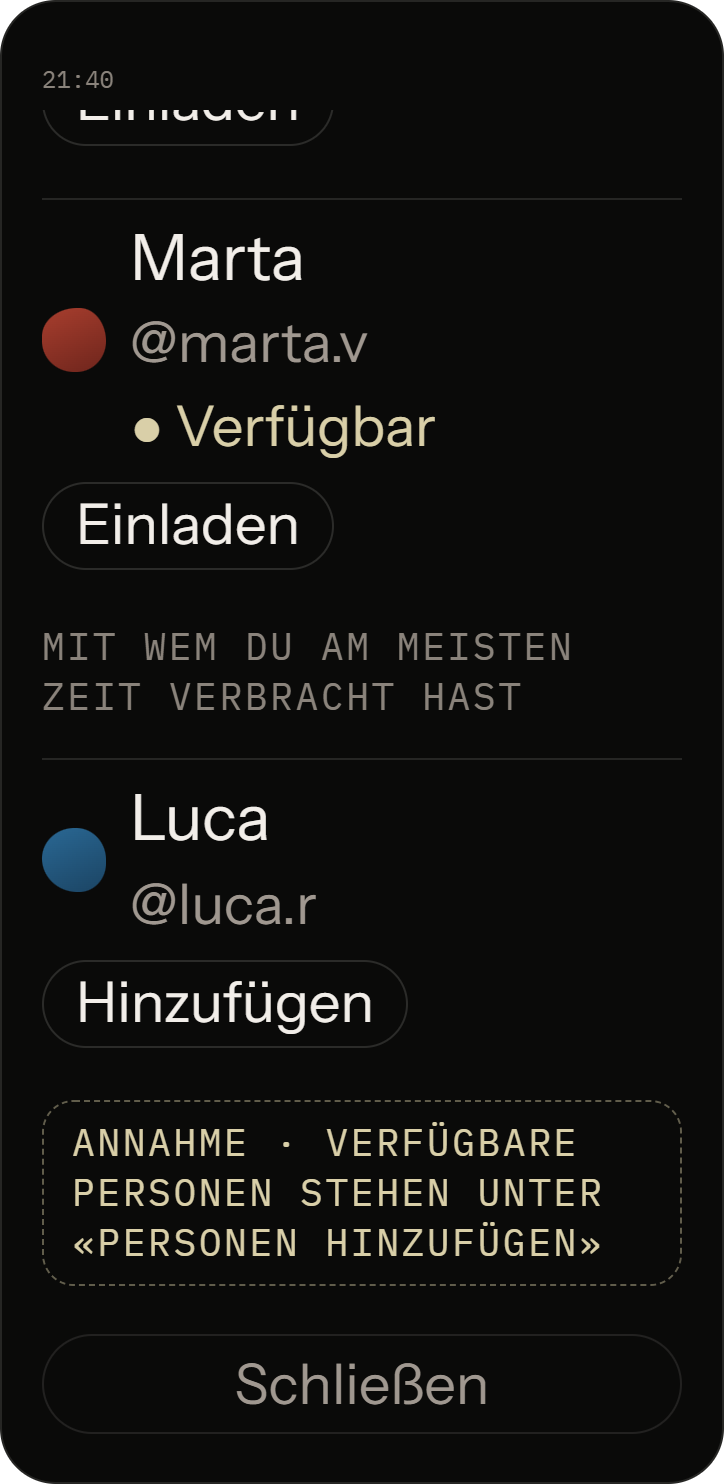 21:40
Einladen
Marta
@marta.v
● Verfügbar
Einladen
MIT WEM DU AM MEISTEN
ZEIT VERBRACHT HAST
Luca
@luca.r
Hinzufügen
ANNAHME · VERFÜGBARE
PERSONEN STEHEN UNTER
«PERSONEN HINZUFÜGEN»
Schließen